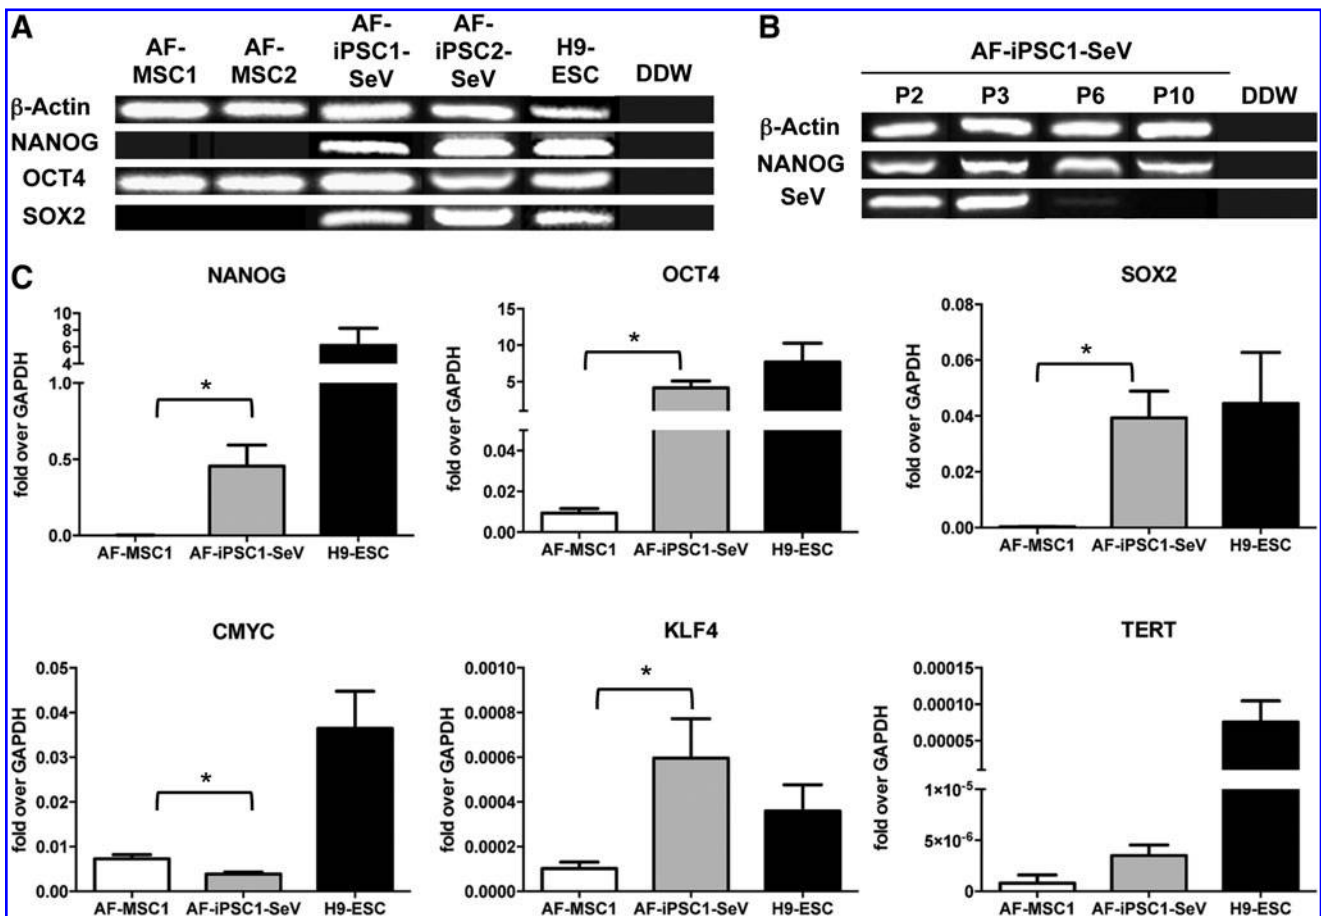 A
AF-MSC1
AF-MSC2
AF-iPSC1-SeV
AF-iPSC2-SeV
H9-ESC
DDW
β-Actin
NANOG
OCT4
SOX2
B
AF-iPSC1-SeV
P2 P3 P6 P10 DDW
β-Actin
NANOG
SeV
C
NANOG
fold over GAPDH
10
8
6
4
1.0
0.5
0.0
AF-MSC1 AF-iPSC1-SeV H9-ESC
*
OCT4
fold over GAPDH
15
10
5
0.04
0.02
0.00
AF-MSC1 AF-iPSC1-SeV H9-ESC
*
SOX2
fold over GAPDH
0.08
0.06
0.04
0.02
0.00
AF-MSC1 AF-iPSC1-SeV H9-ESC
*
CMYC
fold over GAPDH
0.05
0.04
0.03
0.02
0.01
0.00
AF-MSC1 AF-iPSC1-SeV H9-ESC
*
KLF4
fold over GAPDH
0.0010
0.0008
0.0006
0.0004
0.0002
0.0000
AF-MSC1 AF-iPSC1-SeV H9-ESC
*
TERT
fold over GAPDH
0.00015
0.00010
0.00005
1×10⁻⁵
5×10⁻⁶
0
AF-MSC1 AF-iPSC1-SeV H9-ESC